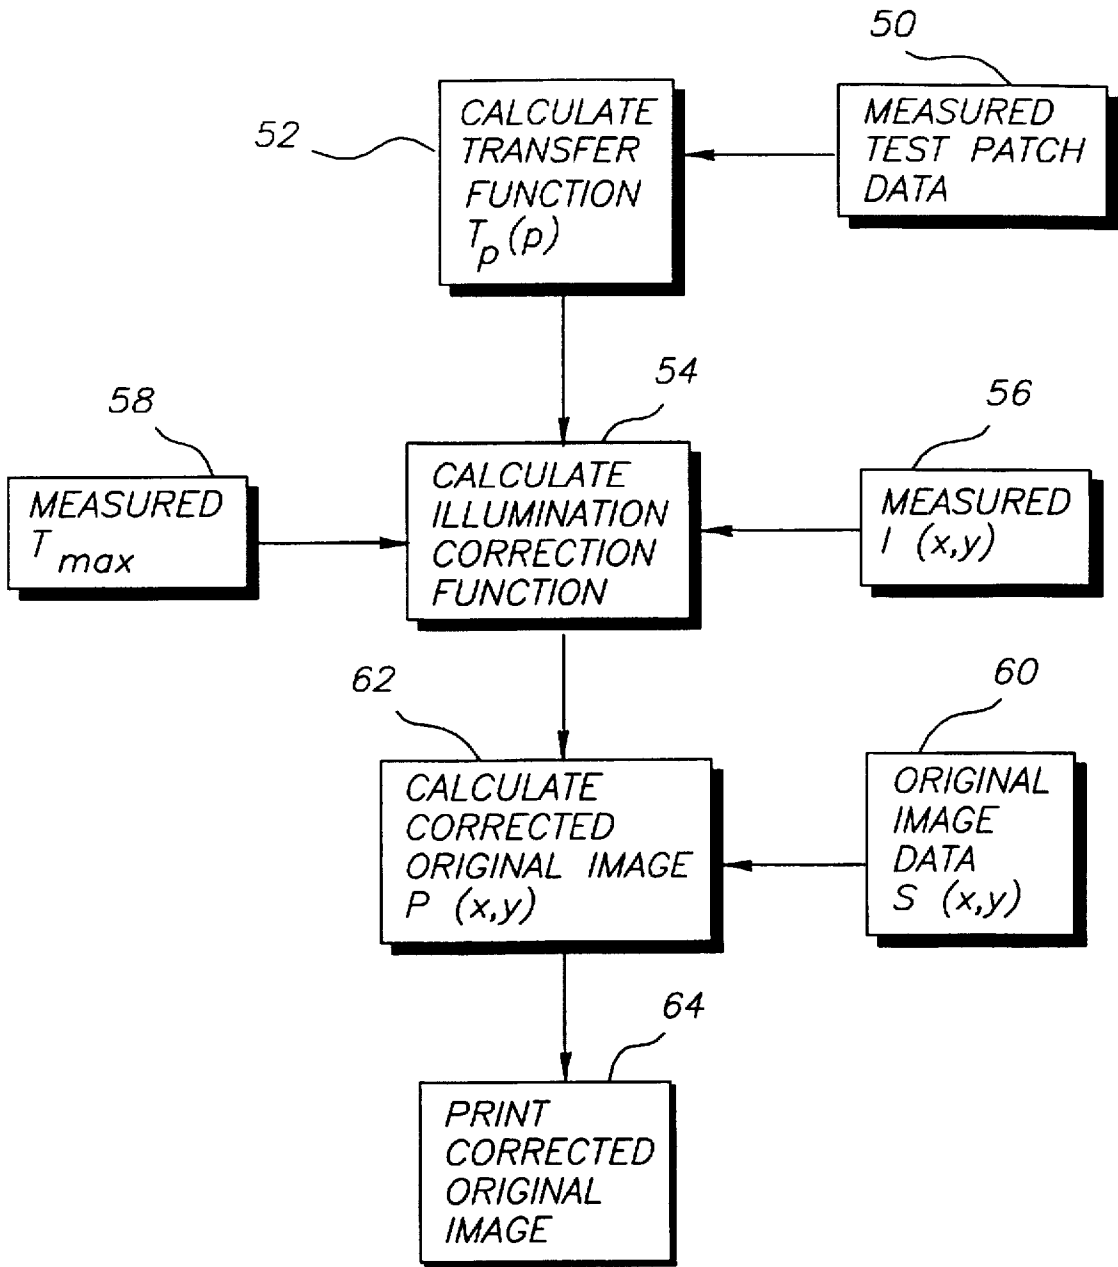 50
MEASURED
TEST PATCH
DATA
52
CALCULATE
TRANSFER
FUNCTION
Tp(p)
54
CALCULATE
ILLUMINATION
CORRECTION
FUNCTION
58
MEASURED
Tmax
56
MEASURED
I (x,y)
62
CALCULATE
CORRECTED
ORIGINAL IMAGE
P (x,y)
60
ORIGINAL
IMAGE
DATA
S (x,y)
64
PRINT
CORRECTED
ORIGINAL
IMAGE